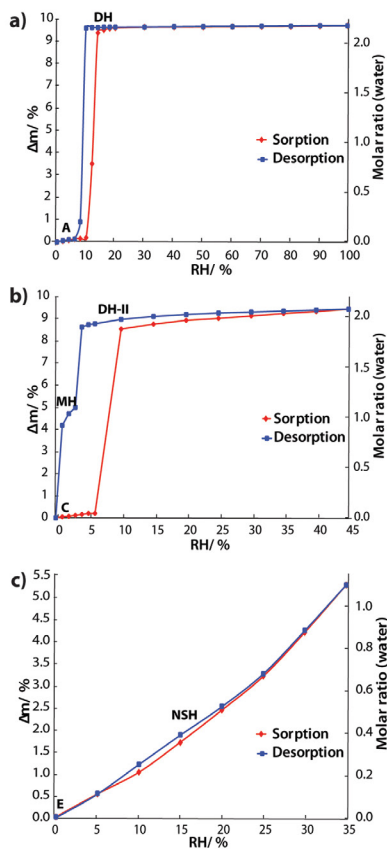 a)
DH
10
9
8
7
6
5
4
3
2
1
0
Δm/ %
2.0
1.5
1.0
0.5
0.0
Molar ratio (water)
Sorption
Desorption
A
0 10 20 30 40 50 60 70 80 90 100
RH/ %
b)
DH-II
10
9
8
7
6
5
4
3
2
1
0
Δm/ %
2.0
1.5
1.0
0.5
0.0
Molar ratio (water)
MH
Sorption
Desorption
C
0 5 10 15 20 25 30 35 40 45
RH/ %
c)
5.5
5.0
4.5
4.0
3.5
3.0
2.5
2.0
1.5
1.0
0.5
0.0
Δm/ %
1.0
0.8
0.6
0.4
0.2
0.0
Molar ratio (water)
NSH
Sorption
Desorption
E
0 5 10 15 20 25 30 35
RH/ %